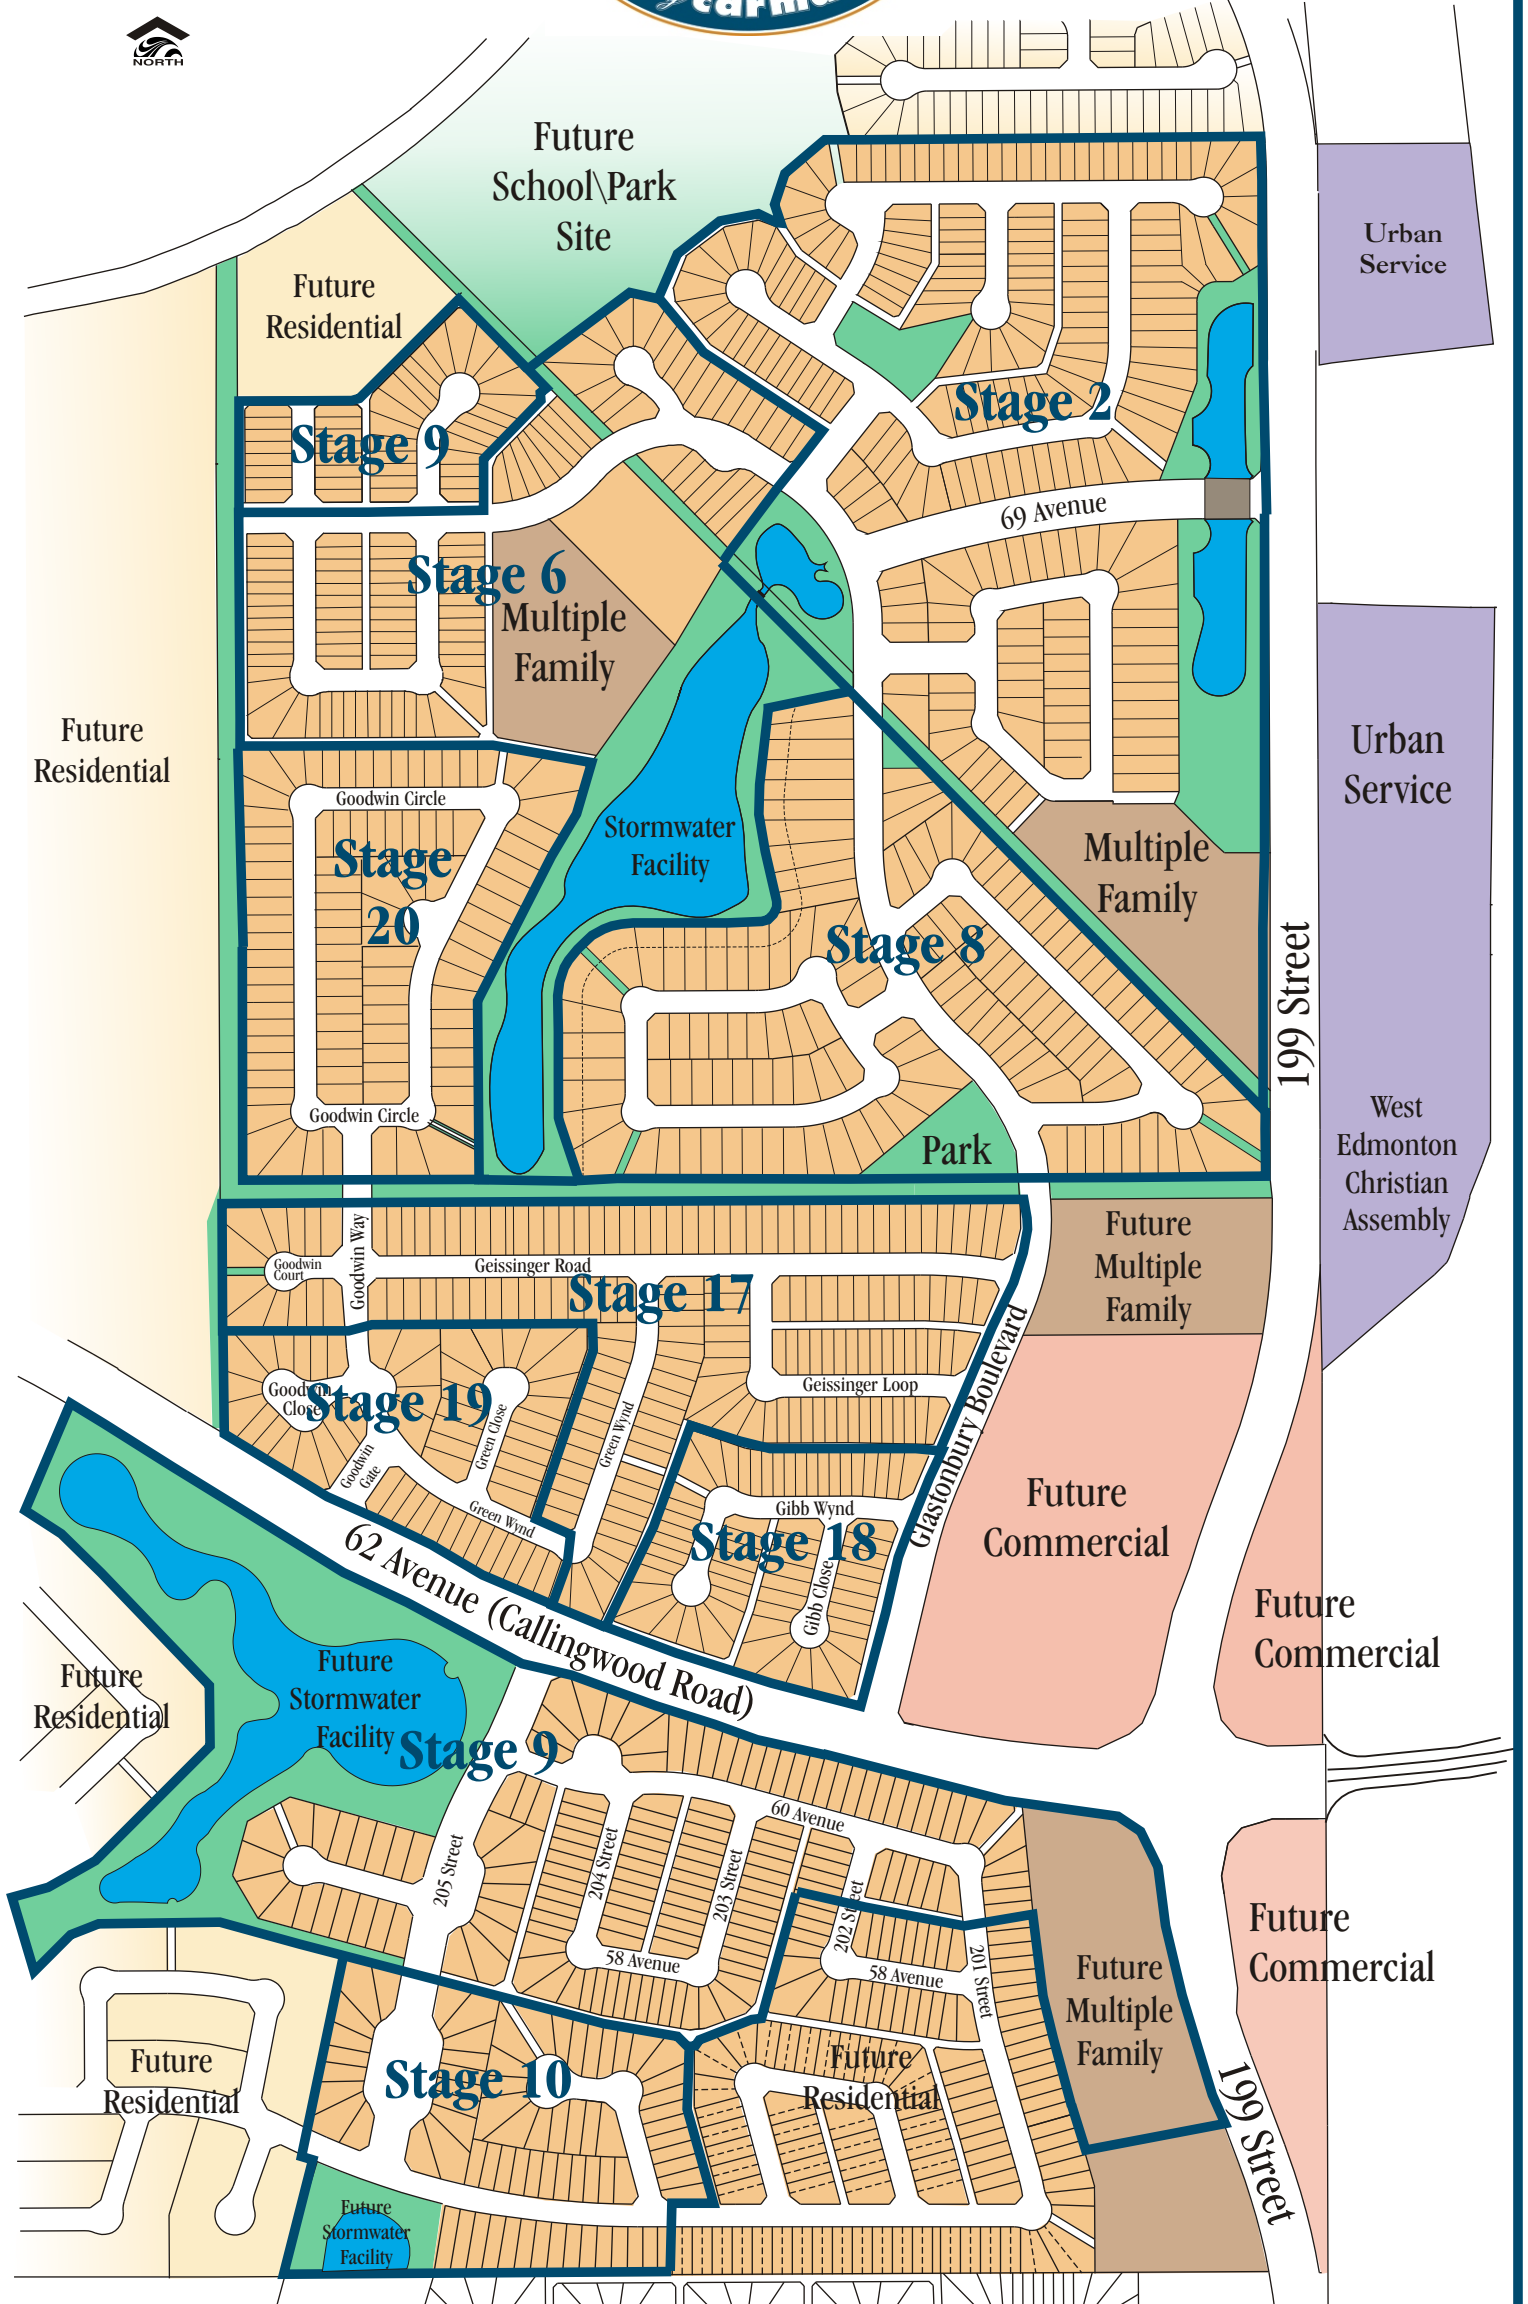 NORTH
Future
School\Park
Site
Urban
Service
Future
Residential
Stage 2
Stage 9
69 Avenue
Stage 6
Multiple
Family
Future
Residential
Urban
Service
Goodwin Circle
Stormwater
Facility
Multiple
Family
Stage
20
Stage 8
199 Street
Goodwin Circle
Park
West
Edmonton
Christian
Assembly
Goodwin Way
Goodwin
Court
Geissinger Road
Stage 17
Future
Multiple
Family
Geissinger Loop
Glastonbury Boulevard
Goodwin
Close
Stage 19
Green Close
Green Wynd
Goodwin
Gate
Green Wynd
Gibb Wynd
Stage 18
Gibb Close
Future
Commercial
62 Avenue (Callingwood Road)
Future
Commercial
Future
Residential
Future
Stormwater
Facility
Stage 9
60 Avenue
205 Street
204 Street
203 Street
202 Street
58 Avenue
58 Avenue
201 Street
Future
Commercial
Future
Multiple
Family
Future
Residential
Stage 10
Future
Residential
199 Street
Future
Stormwater
Facility